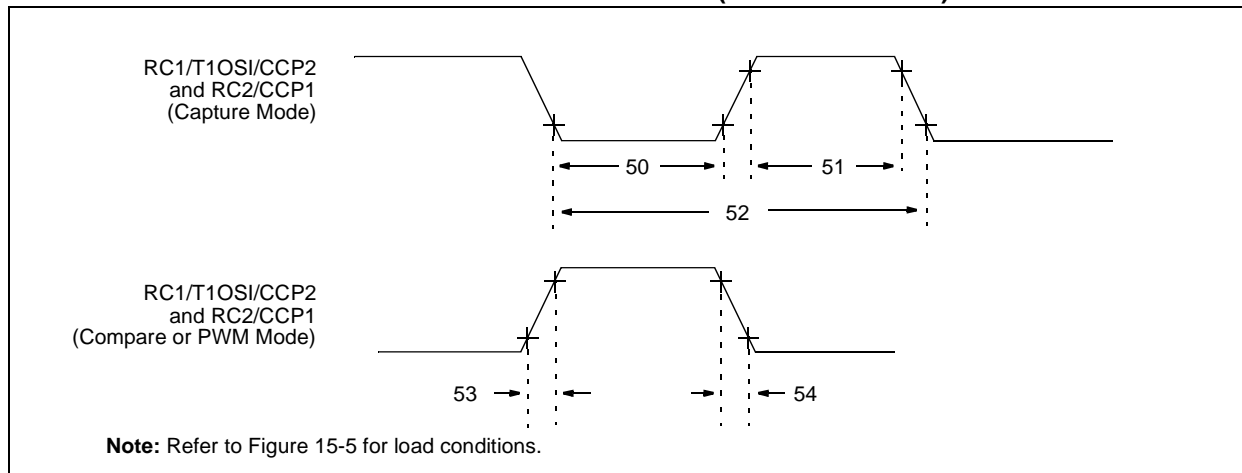 RC1/T1OSI/CCP2
and RC2/CCP1
(Capture Mode)
50
51
52
RC1/T1OSI/CCP2
and RC2/CCP1
(Compare or PWM Mode)
53
54
Note: Refer to Figure 15-5 for load conditions.